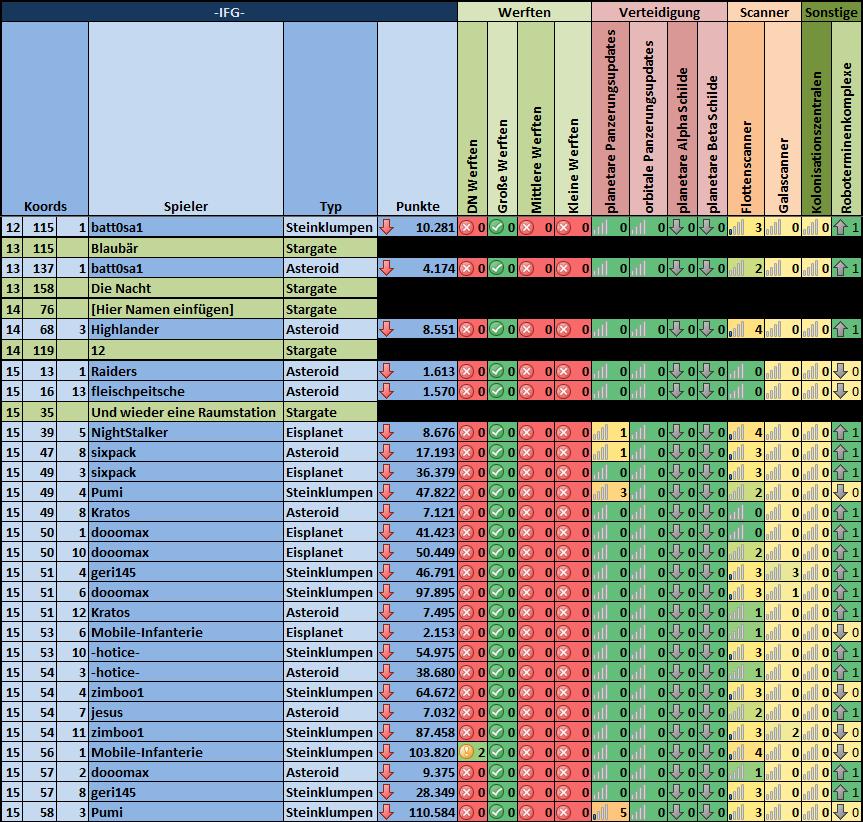 -IFG- Werften Verteidigung Scanner Sonstige
Koords Spieler Typ Punkte DN Werften Große Werften Mittlere Werften Kleine Werften planetare Panzerungsupdates orbitale Panzerungsupdates planetare Alpha Schilde planetare Beta Schilde Flottenscanner Galascanner Kolonisationszentralen Roboterminenkomplexe
12 115 1 batt0sa1 Steinklumpen 10.281 0 0 0 0 0 0 0 0 3 0 0 1
13 115 Blaubär Stargate
13 137 1 batt0sa1 Asteroid 4.174 0 0 0 0 0 0 0 0 2 0 0 1
13 158 Die Nacht Stargate
14 76 [Hier Namen einfügen] Stargate
14 68 3 Highlander Asteroid 8.551 0 0 0 0 0 0 0 0 4 0 0 1
14 119 12 Stargate
15 13 1 Raiders Asteroid 1.613 0 0 0 0 0 0 0 0 0 0 0 0
15 16 13 fleischpeitsche Asteroid 1.570 0 0 0 0 0 0 0 0 0 0 0 0
15 35 Und wieder eine Raumstation Stargate
15 39 5 NightStalker Eisplanet 8.676 0 0 0 0 1 0 0 0 4 0 0 1
15 47 8 sixpack Asteroid 17.193 0 0 0 0 1 0 0 0 3 0 0 1
15 49 3 sixpack Eisplanet 36.379 0 0 0 0 0 0 0 0 3 0 0 1
15 49 4 Pumi Steinklumpen 47.822 0 0 0 0 3 0 0 0 2 0 0 0
15 49 8 Kratos Asteroid 7.121 0 0 0 0 0 0 0 0 0 0 0 1
15 50 1 dooomax Eisplanet 41.423 0 0 0 0 0 0 0 0 0 0 0 1
15 50 10 dooomax Eisplanet 50.449 0 0 0 0 0 0 0 0 2 0 0 1
15 51 4 geri145 Steinklumpen 46.791 0 0 0 0 0 0 0 0 3 3 0 1
15 51 6 dooomax Steinklumpen 97.895 0 0 0 0 0 0 0 0 3 1 0 1
15 51 12 Kratos Asteroid 7.495 0 0 0 0 0 0 0 0 1 0 0 1
15 53 6 Mobile-Infanterie Eisplanet 2.153 0 0 0 0 0 0 0 0 1 0 0 0
15 53 10 -hotice- Steinklumpen 54.975 0 0 0 0 0 0 0 0 3 0 0 1
15 54 3 -hotice- Asteroid 38.680 0 0 0 0 0 0 0 0 1 0 0 1
15 54 4 zimboo1 Steinklumpen 64.672 0 0 0 0 0 0 0 0 3 0 0 0
15 54 7 jesus Asteroid 7.032 0 0 0 0 0 0 0 0 2 0 0 1
15 54 11 zimboo1 Steinklumpen 87.458 0 0 0 0 0 0 0 0 3 2 0 0
15 56 1 Mobile-Infanterie Steinklumpen 103.820 2 0 0 0 0 0 0 0 4 0 0 0
15 57 2 dooomax Asteroid 9.375 0 0 0 0 0 0 0 0 1 0 0 1
15 57 8 geri145 Steinklumpen 28.349 0 0 0 0 0 0 0 0 3 0 0 1
15 58 3 Pumi Steinklumpen 110.584 0 0 0 0 5 0 0 0 3 0 0 0